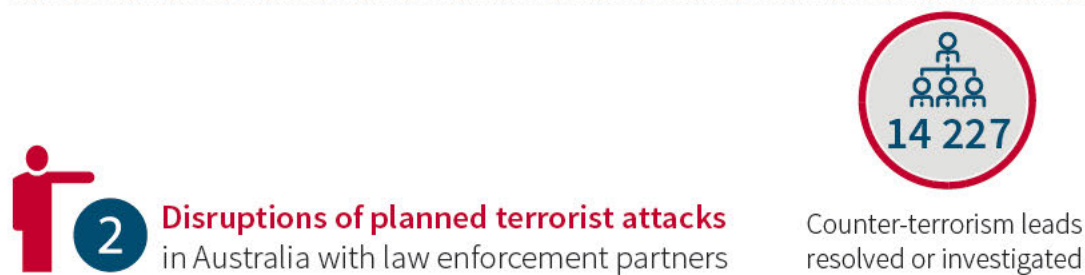 2
Disruptions of planned terrorist attacks
in Australia with law enforcement partners
14 227
Counter-terrorism leads
resolved or investigated